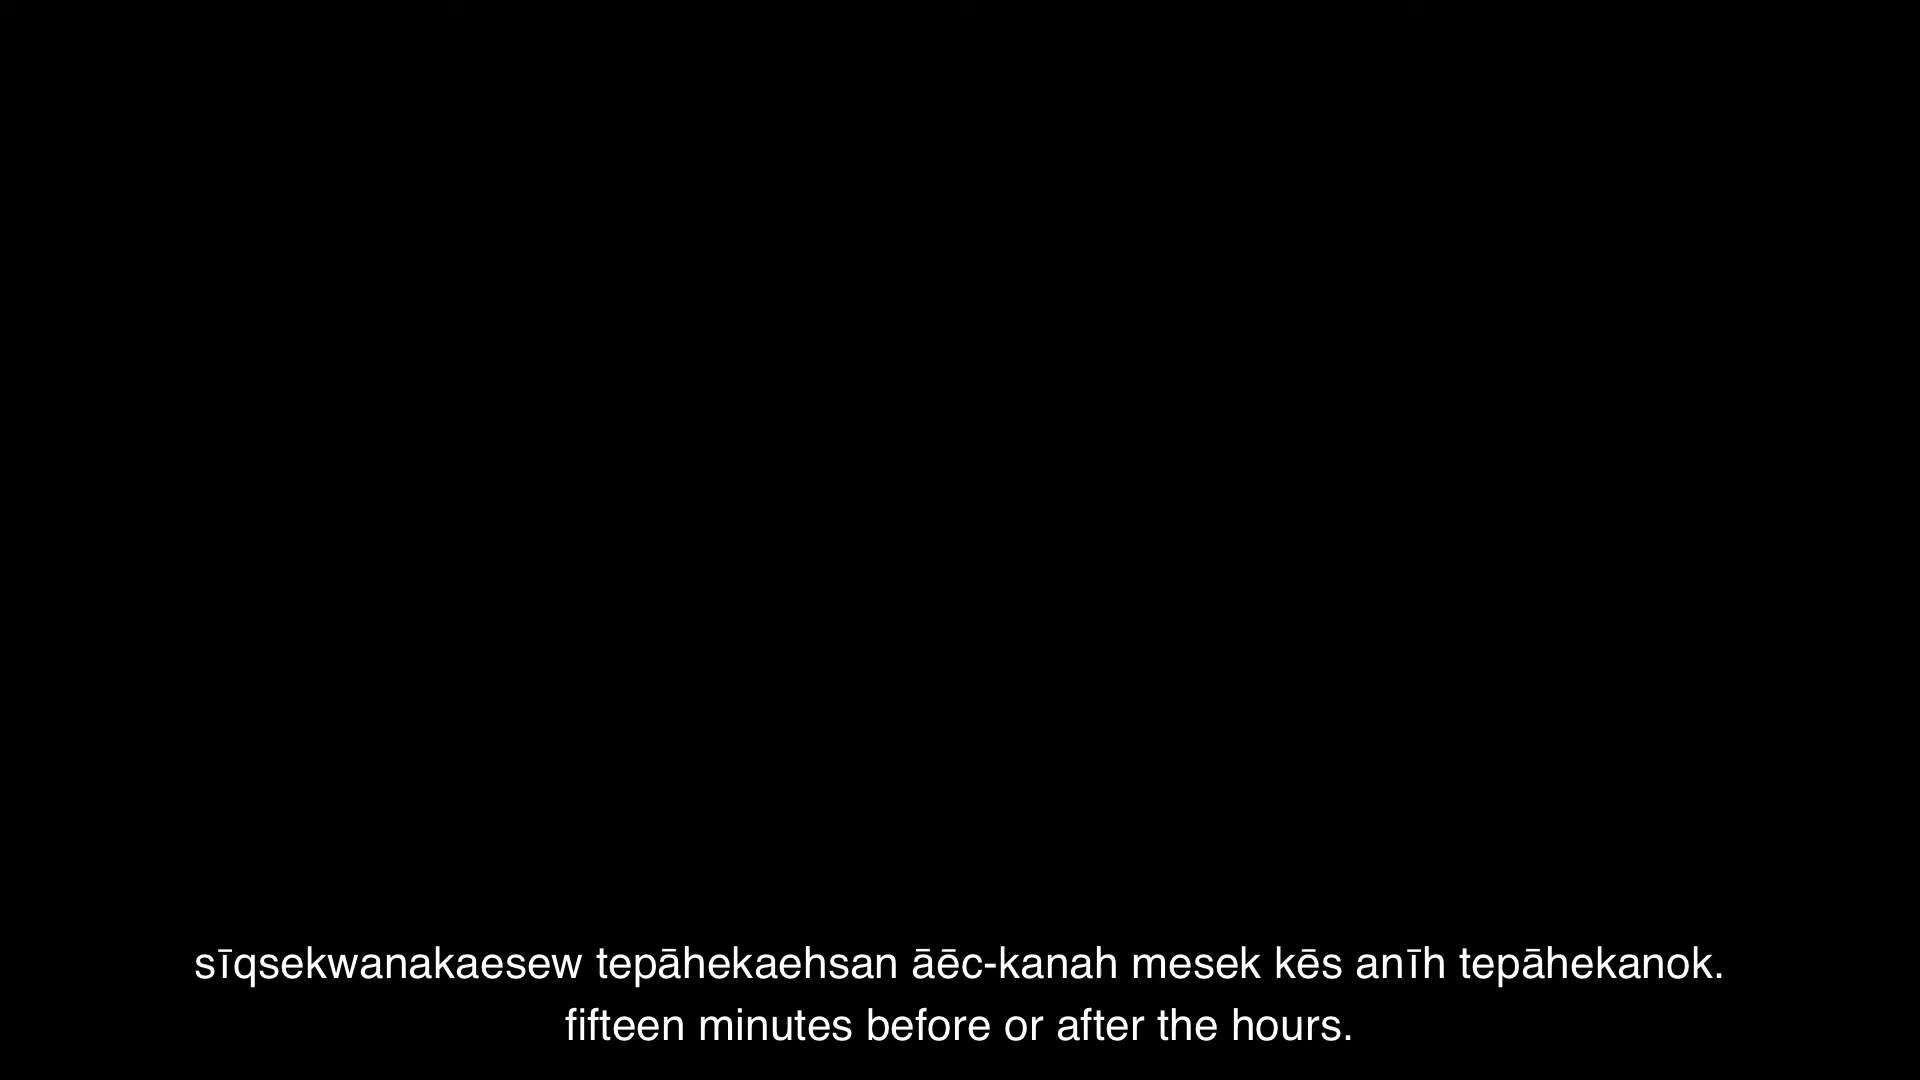 sīqsekwanakaesew tepāhekaehsan āēc-kanah mesek kēs anīh tepāhekanok.
fifteen minutes before or after the hours.